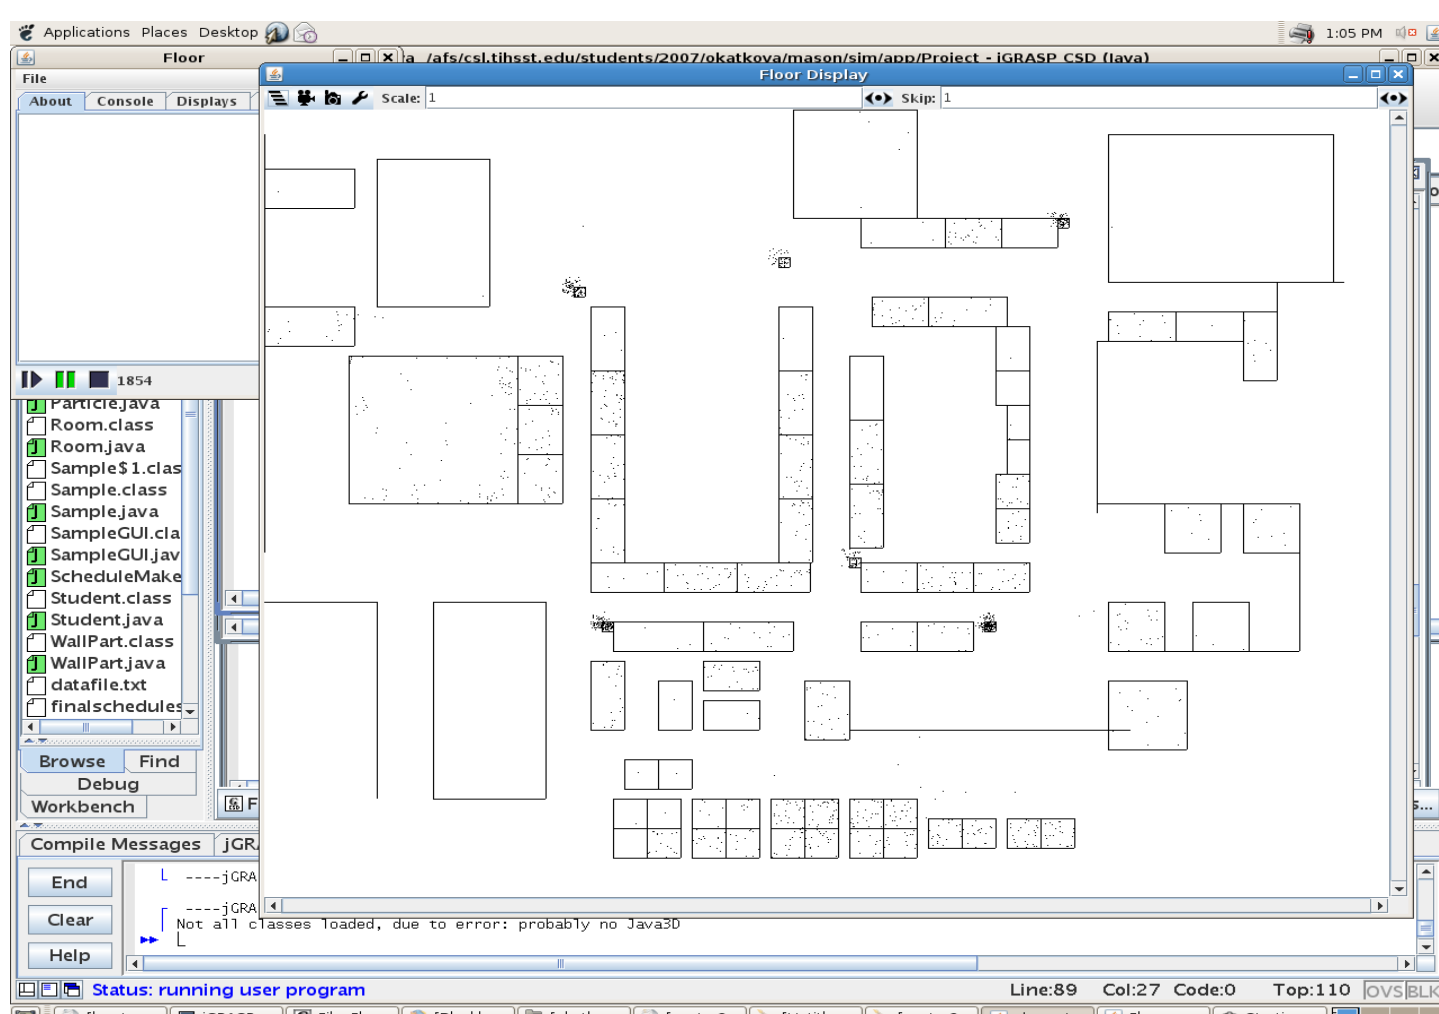 Applications Places Desktop
1:05 PM
Floor
a /afs/csl.tjhsst.edu/students/2007/okatkova/mason/sim/app/Project - jGRASP CSD (Java)
File
Floor Display
About Console Displays
Scale: 1
Skip: 1
1854
Particle.java
Room.class
Room.java
Sample$1.clas
Sample.class
Sample.java
SampleGUI.cla
SampleGUI.jav
ScheduleMake
Student.class
Student.java
WallPart.class
WallPart.java
datafile.txt
finalschedules
Browse Find
Debug
Workbench
F
s...
Compile Messages jGRA
End
Clear
Help
----jGRA
----jGRA
Not all classes loaded, due to error: probably no Java3D
Status: running user program
Line:89 Col:27 Code:0 Top:110 OVS BLK